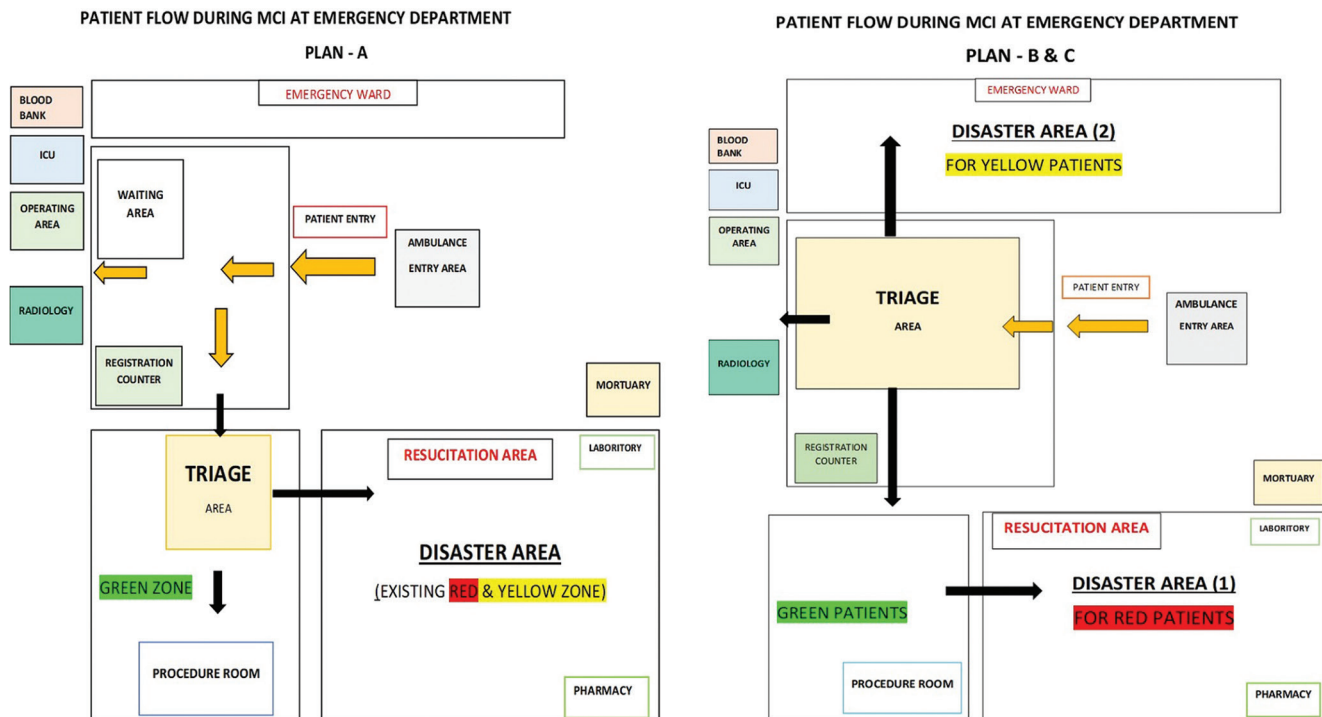 PATIENT FLOW DURING MCI AT EMERGENCY DEPARTMENT
PLAN - A
EMERGENCY WARD
BLOOD
BANK
ICU
OPERATING
AREA
RADIOLOGY
WAITING
AREA
PATIENT ENTRY
AMBULANCE
ENTRY AREA
REGISTRATION
COUNTER
MORTUARY
TRIAGE
AREA
RESUCITATION AREA
LABORITORY
DISASTER AREA
(EXISTING RED & YELLOW ZONE)
GREEN ZONE
PROCEDURE ROOM
PHARMACY
PATIENT FLOW DURING MCI AT EMERGENCY DEPARTMENT
PLAN - B & C
EMERGENCY WARD
DISASTER AREA (2)
FOR YELLOW PATIENTS
BLOOD
BANK
ICU
OPERATING
AREA
RADIOLOGY
TRIAGE
AREA
PATIENT ENTRY
AMBULANCE
ENTRY AREA
REGISTRATION
COUNTER
MORTUARY
RESUCITATION AREA
LABORITORY
DISASTER AREA (1)
FOR RED PATIENTS
GREEN PATIENTS
PROCEDURE ROOM
PHARMACY